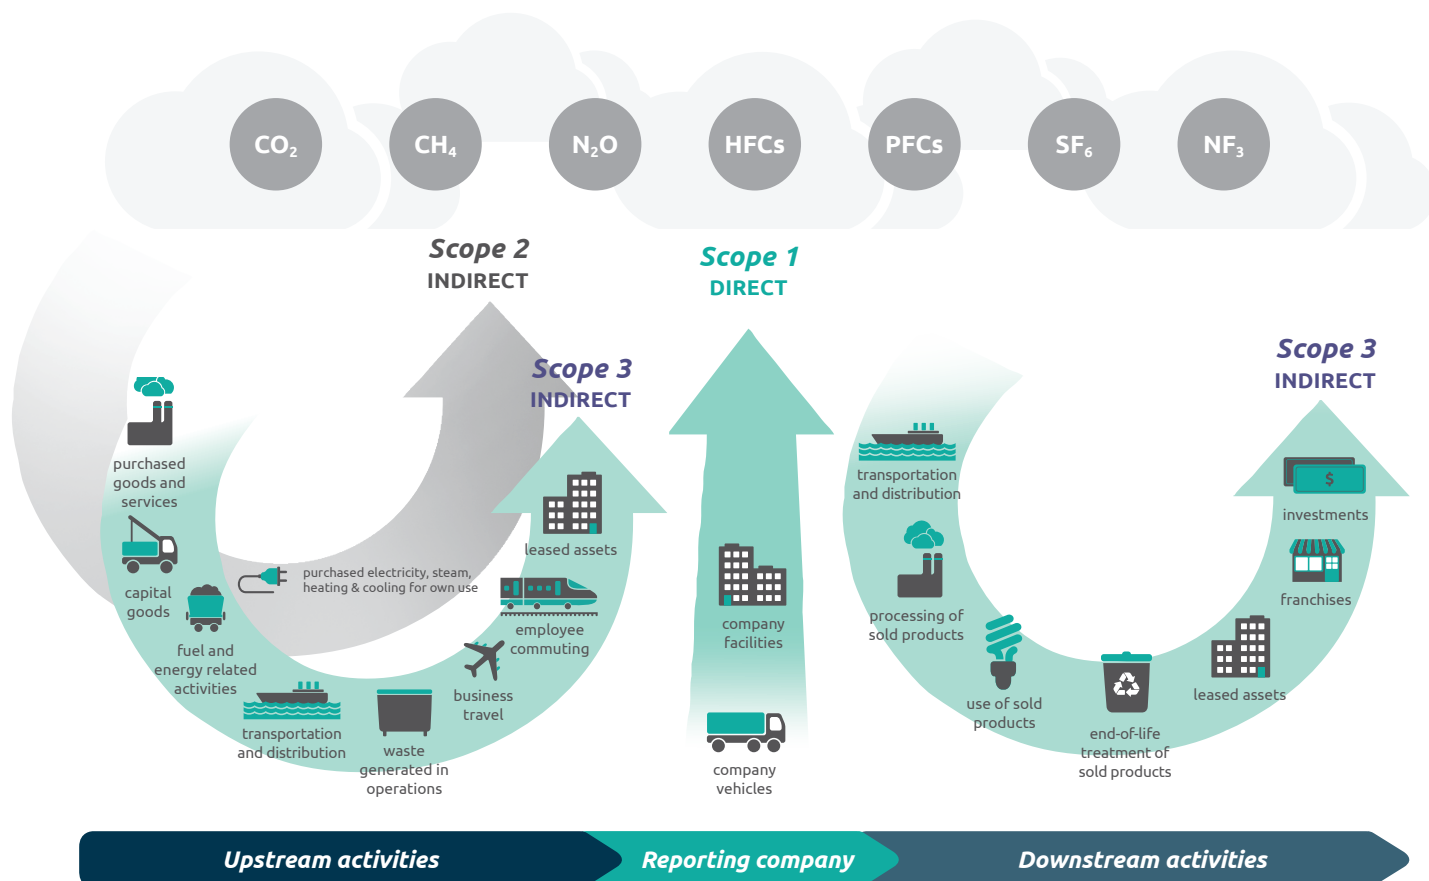 CO₂
CH₄
N₂O
HFCs
PFCs
SF₆
NF₃
Scope 2
INDIRECT
Scope 1
DIRECT
Scope 3
INDIRECT
Scope 3
INDIRECT
purchased
goods and
services
capital
goods
fuel and
energy related
activities
purchased electricity, steam,
heating & cooling for own use
transportation
and distribution
waste
generated in
operations
business
travel
employee
commuting
leased assets
company
facilities
company
vehicles
transportation
and distribution
processing of
sold products
use of sold
products
end-of-life
treatment of
sold products
leased assets
franchises
$
investments
Upstream activities
Reporting company
Downstream activities